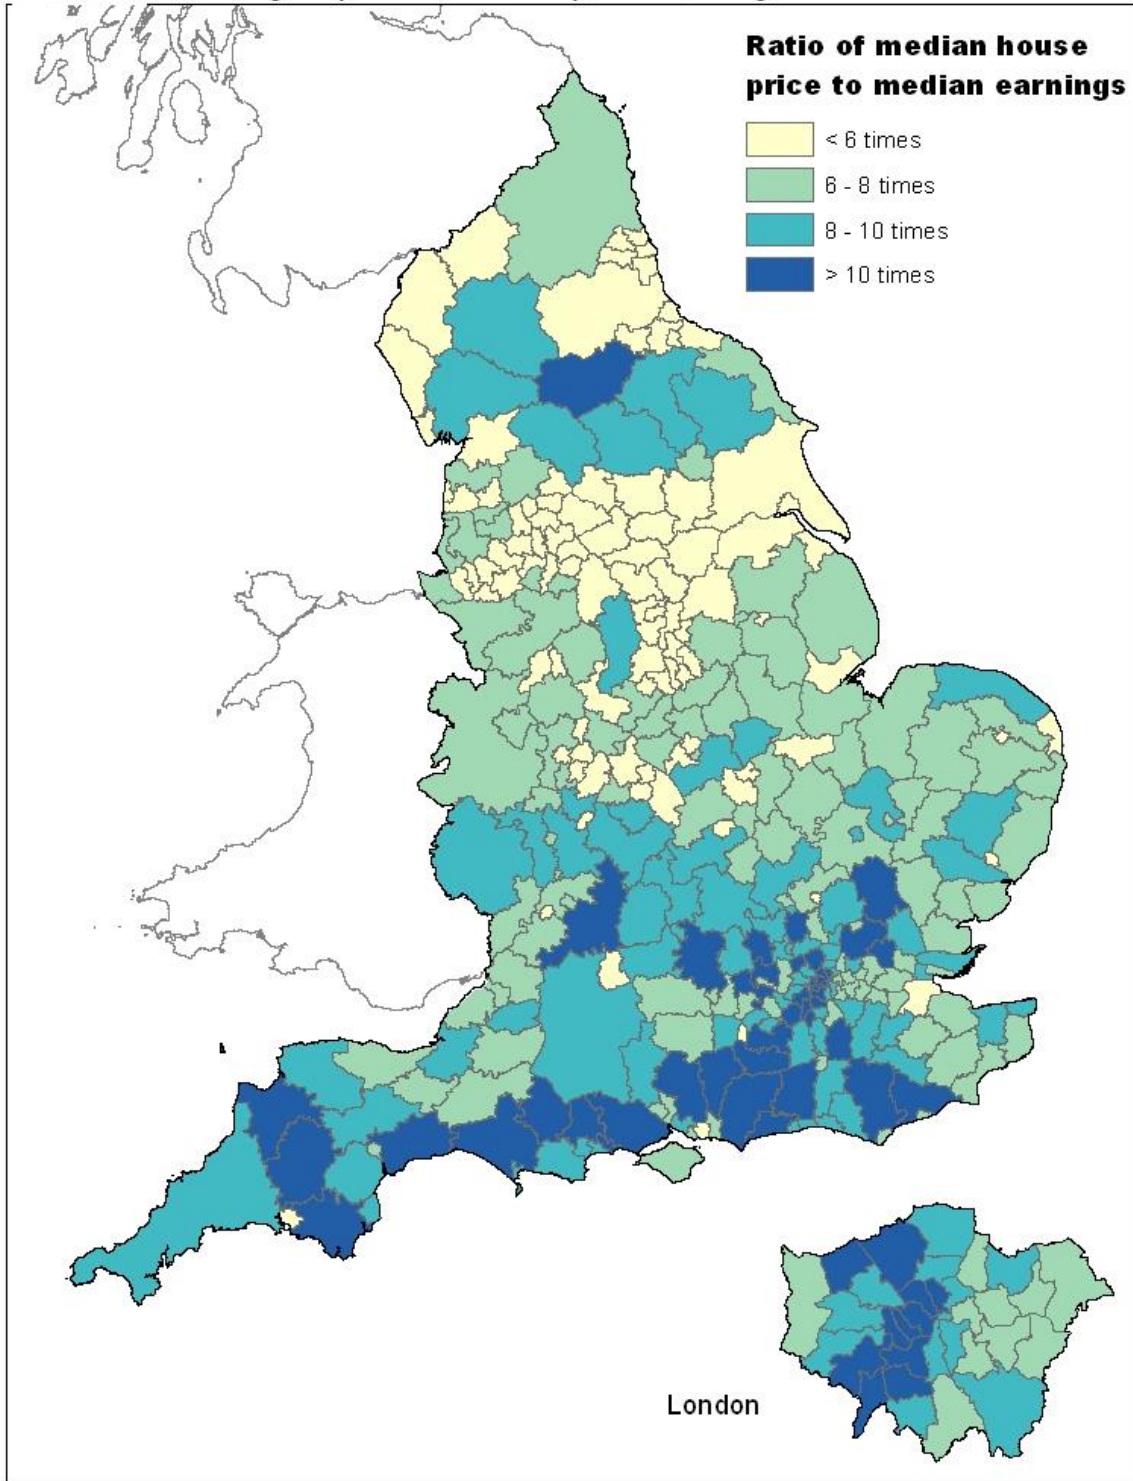 Ratio of median house
price to median earnings
< 6 times
6 - 8 times
8 - 10 times
> 10 times
London